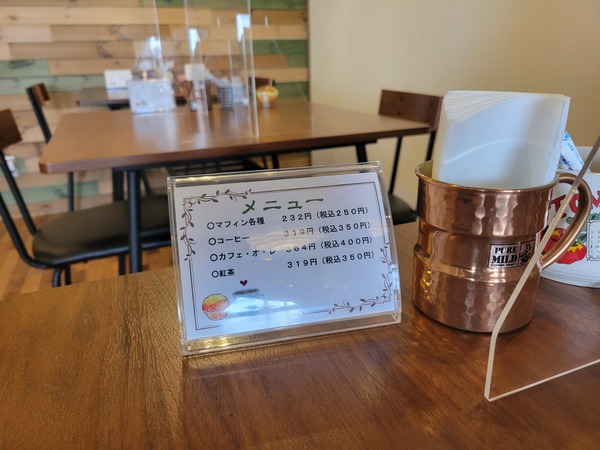 メニュー
○マフィン各種 232円（税込250円）
○コーヒー 319円（税込350円）
○カフェ・オ・レ 364円（税込400円）
○紅茶 319円（税込350円）
PURE
MILD